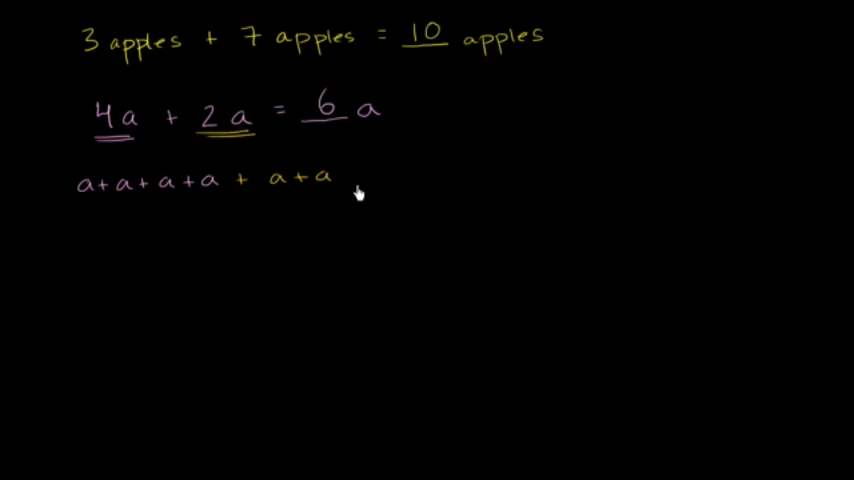 3 apples + 7 apples = 10 apples
4a + 2a = 6 a
a+a+a+a + a+a